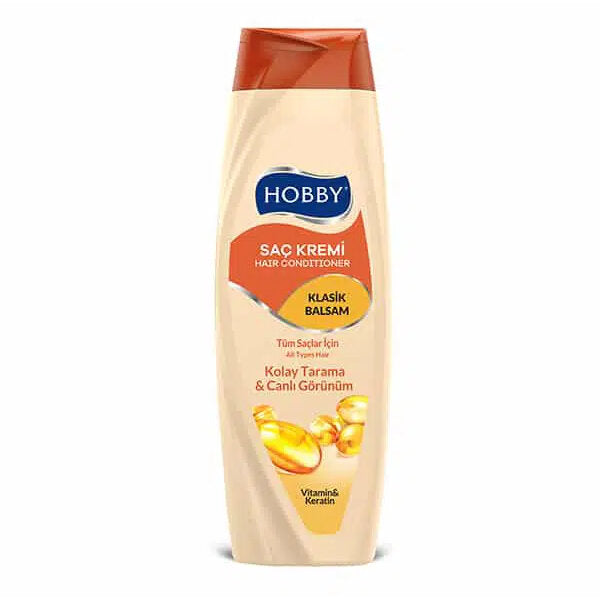 HOBBY
SAÇ KREMİ
HAIR CONDITIONER
KLASİK
BALSAM
Tüm Saçlar İçin
All Types Hair
Kolay Tarama
& Canlı Görünüm
Vitamin&
Keratin